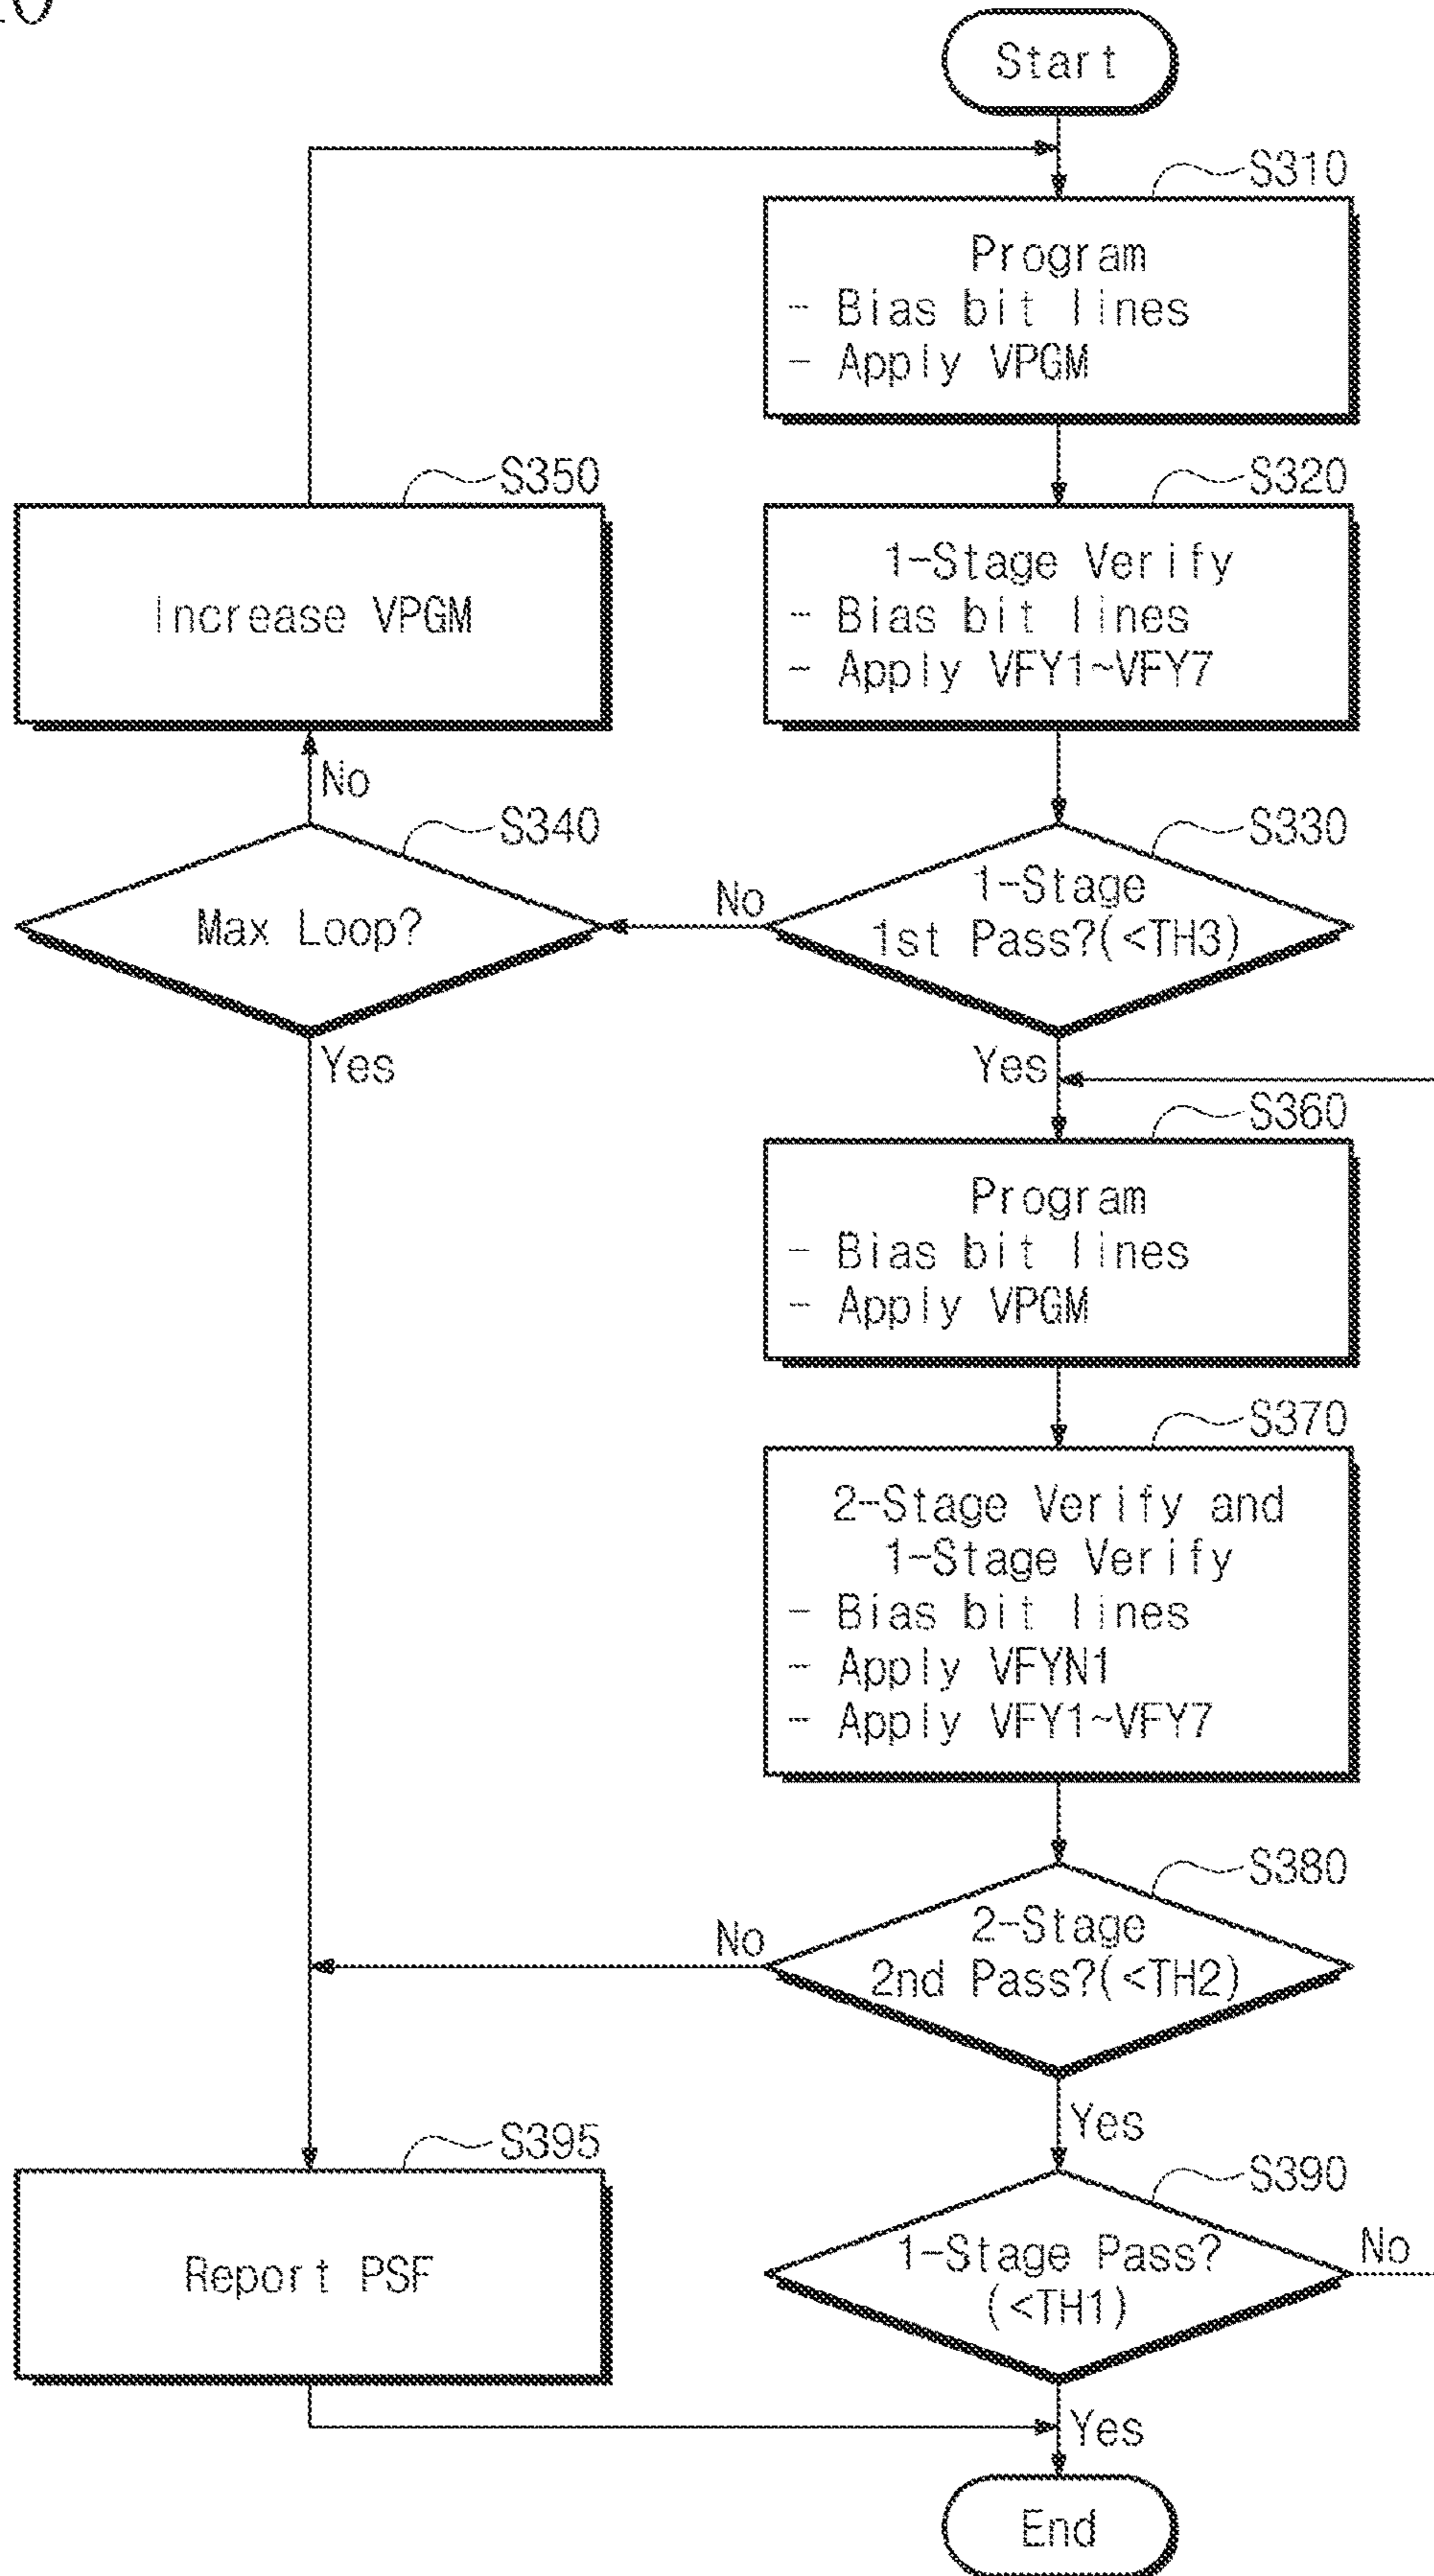 Start
S310
Program
- Bias bit lines
- Apply VPGM
S350
Increase VPGM
S320
1-Stage Verify
- Bias bit lines
- Apply VFY1~VFY7
No
S340
Max Loop?
Yes
No
S330
1-Stage
1st Pass?(<TH3)
Yes
S360
Program
- Bias bit lines
- Apply VPGM
S370
2-Stage Verify and
1-Stage Verify
- Bias bit lines
- Apply VFYN1
- Apply VFY1~VFY7
S380
2-Stage
2nd Pass?(<TH2)
No
Yes
S395
Report PSF
S390
1-Stage Pass?
(<TH1)
No
Yes
End